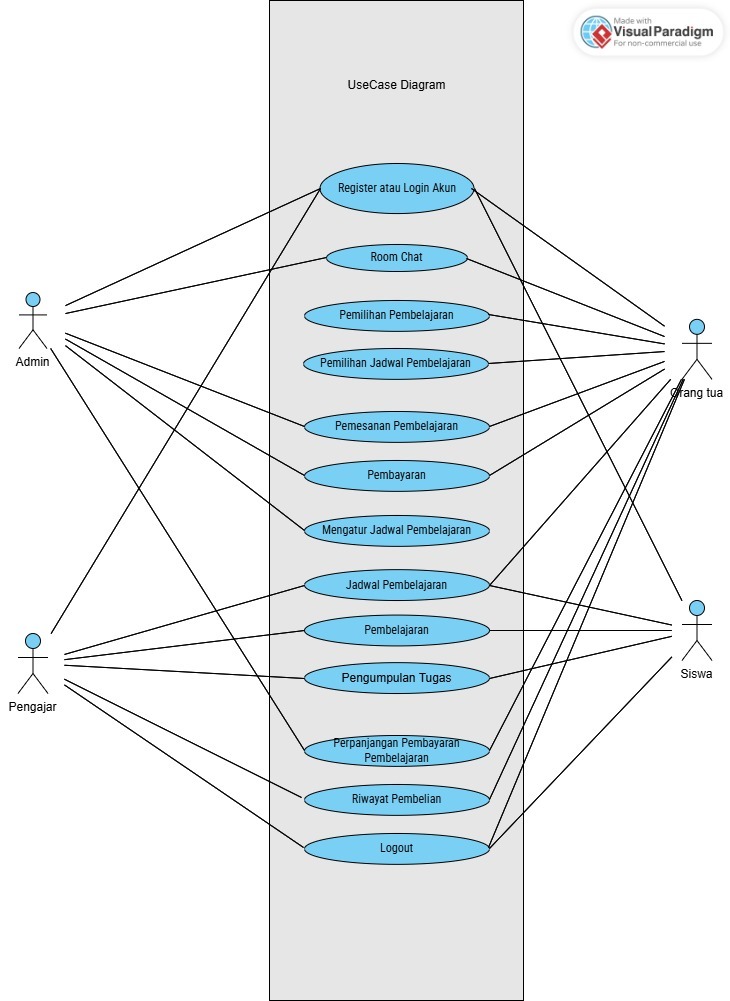 Made with
VisualParadigm
For non-commercial use
UseCase Diagram
Register atau Login Akun
Room Chat
Pemilihan Pembelajaran
Admin
Pemilihan Jadwal Pembelajaran
Orang tua
Pemesanan Pembelajaran
Pembayaran
Mengatur Jadwal Pembelajaran
Jadwal Pembelajaran
Pembelajaran
Pengumpulan Tugas
Siswa
Pengajar
Perpanjangan Pembayaran
Pembelajaran
Riwayat Pembelian
Logout